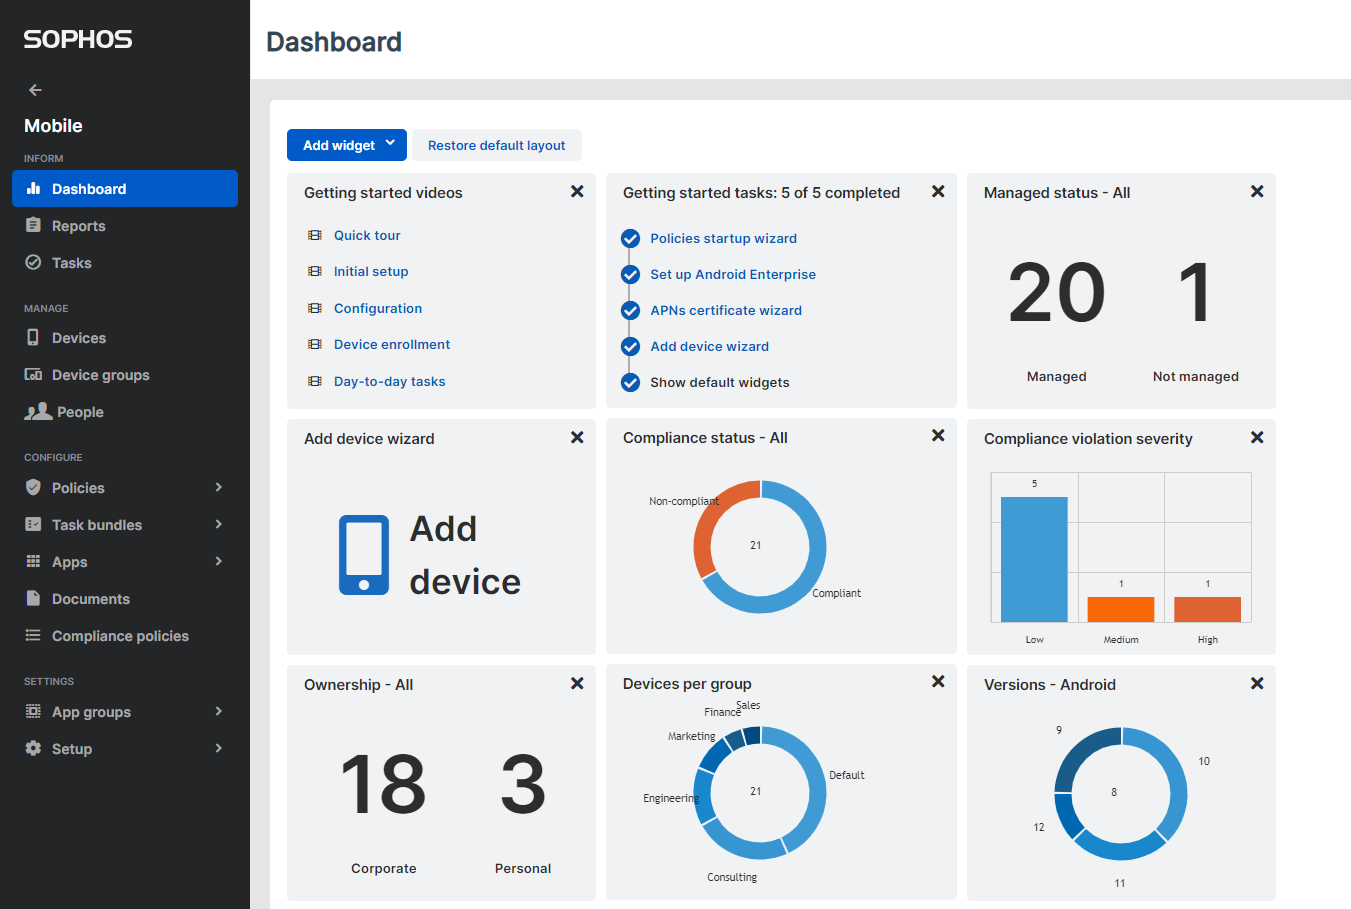 SOPHOS
Mobile
INFORM
Dashboard
Reports
Tasks
MANAGE
Devices
Device groups
People
CONFIGURE
Policies
Task bundles
Apps
Documents
Compliance policies
SETTINGS
App groups
Setup
Dashboard
Add widget
Restore default layout
Getting started videos
Quick tour
Initial setup
Configuration
Device enrollment
Day-to-day tasks
Getting started tasks: 5 of 5 completed
Policies startup wizard
Set up Android Enterprise
APNs certificate wizard
Add device wizard
Show default widgets
Managed status - All
20 1
Managed Not managed
Add device wizard
Add
device
Compliance status - All
Non-compliant
21
Compliant
Compliance violation severity
5
1 1
Low Medium High
Ownership - All
18 3
Corporate Personal
Devices per group
Sales
Finance
Marketing
Default
21
Engineering
Consulting
Versions - Android
9
10
8
12
11